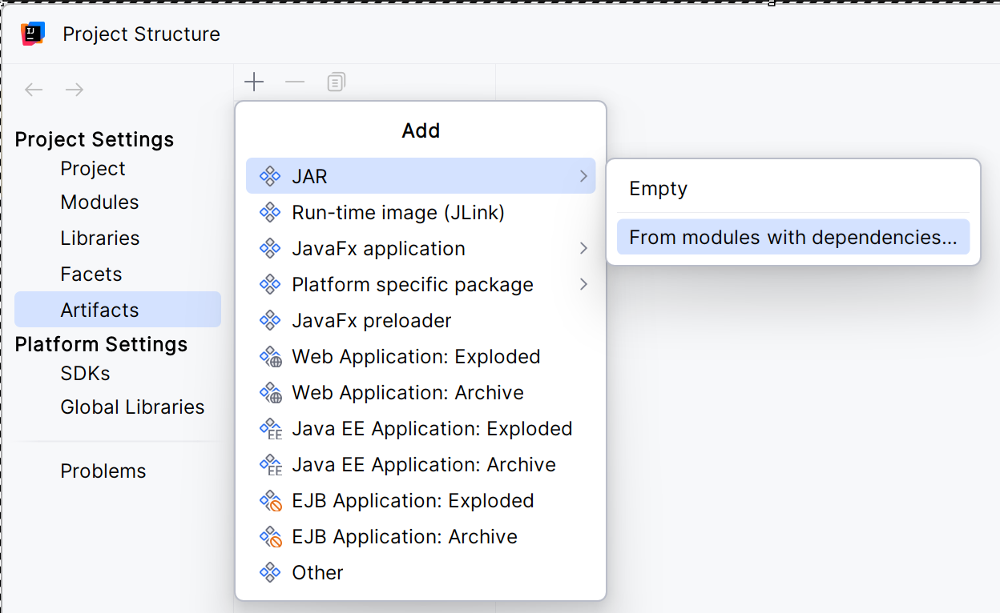 Project Structure
Project Settings
Project
Modules
Libraries
Facets
Artifacts
Platform Settings
SDKs
Global Libraries
Problems
Add
JAR
Run-time image (JLink)
JavaFx application
Platform specific package
JavaFx preloader
Web Application: Exploded
Web Application: Archive
Java EE Application: Exploded
Java EE Application: Archive
EJB Application: Exploded
EJB Application: Archive
Other
Empty
From modules with dependencies...